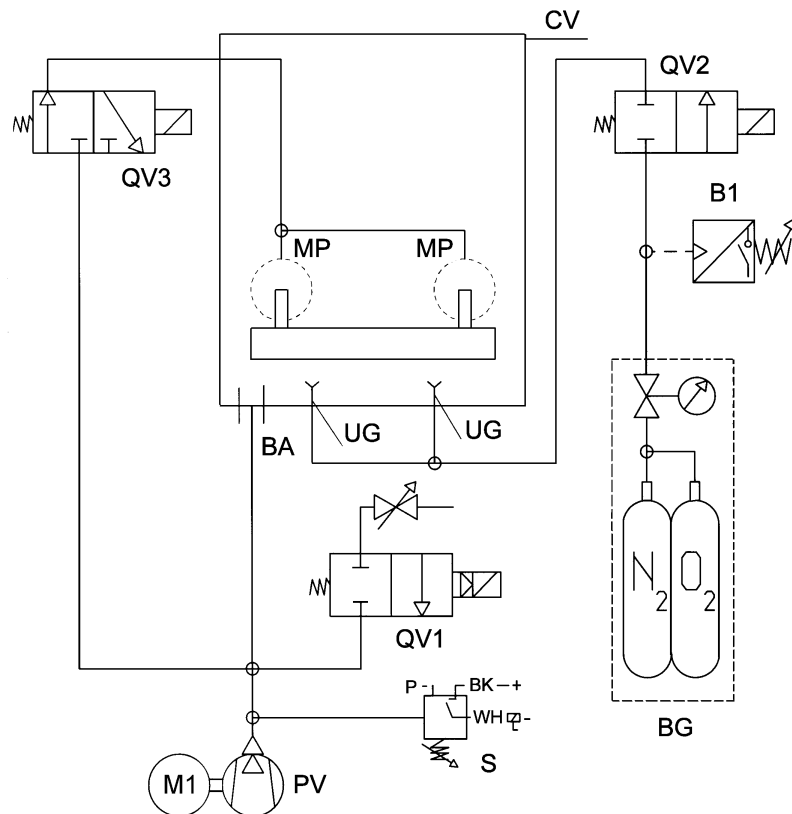 CV
QV2
QV3
B1
MP MP
BA UG UG
N2 O2
QV1
P - BK - +
WH -
S
BG
M1 PV